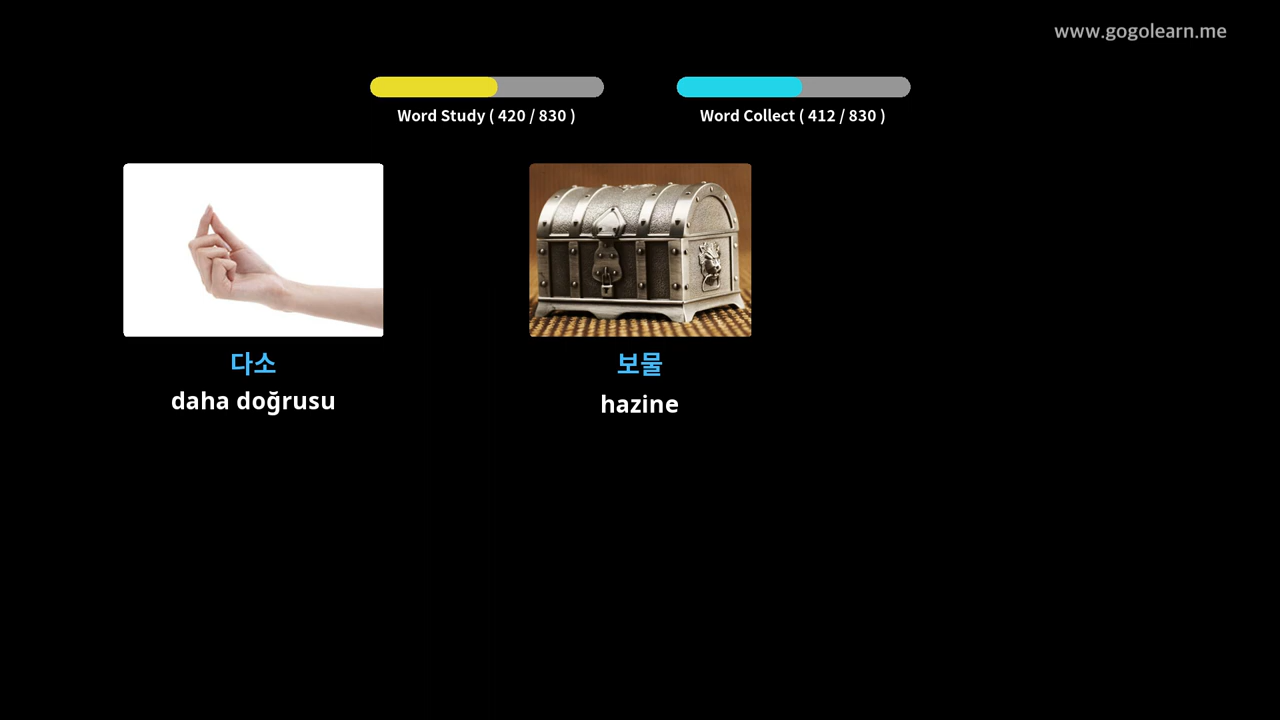 www.gogolearn.me
Word Study ( 420 / 830 )
Word Collect ( 412 / 830 )
다소
daha doğrusu
보물
hazine